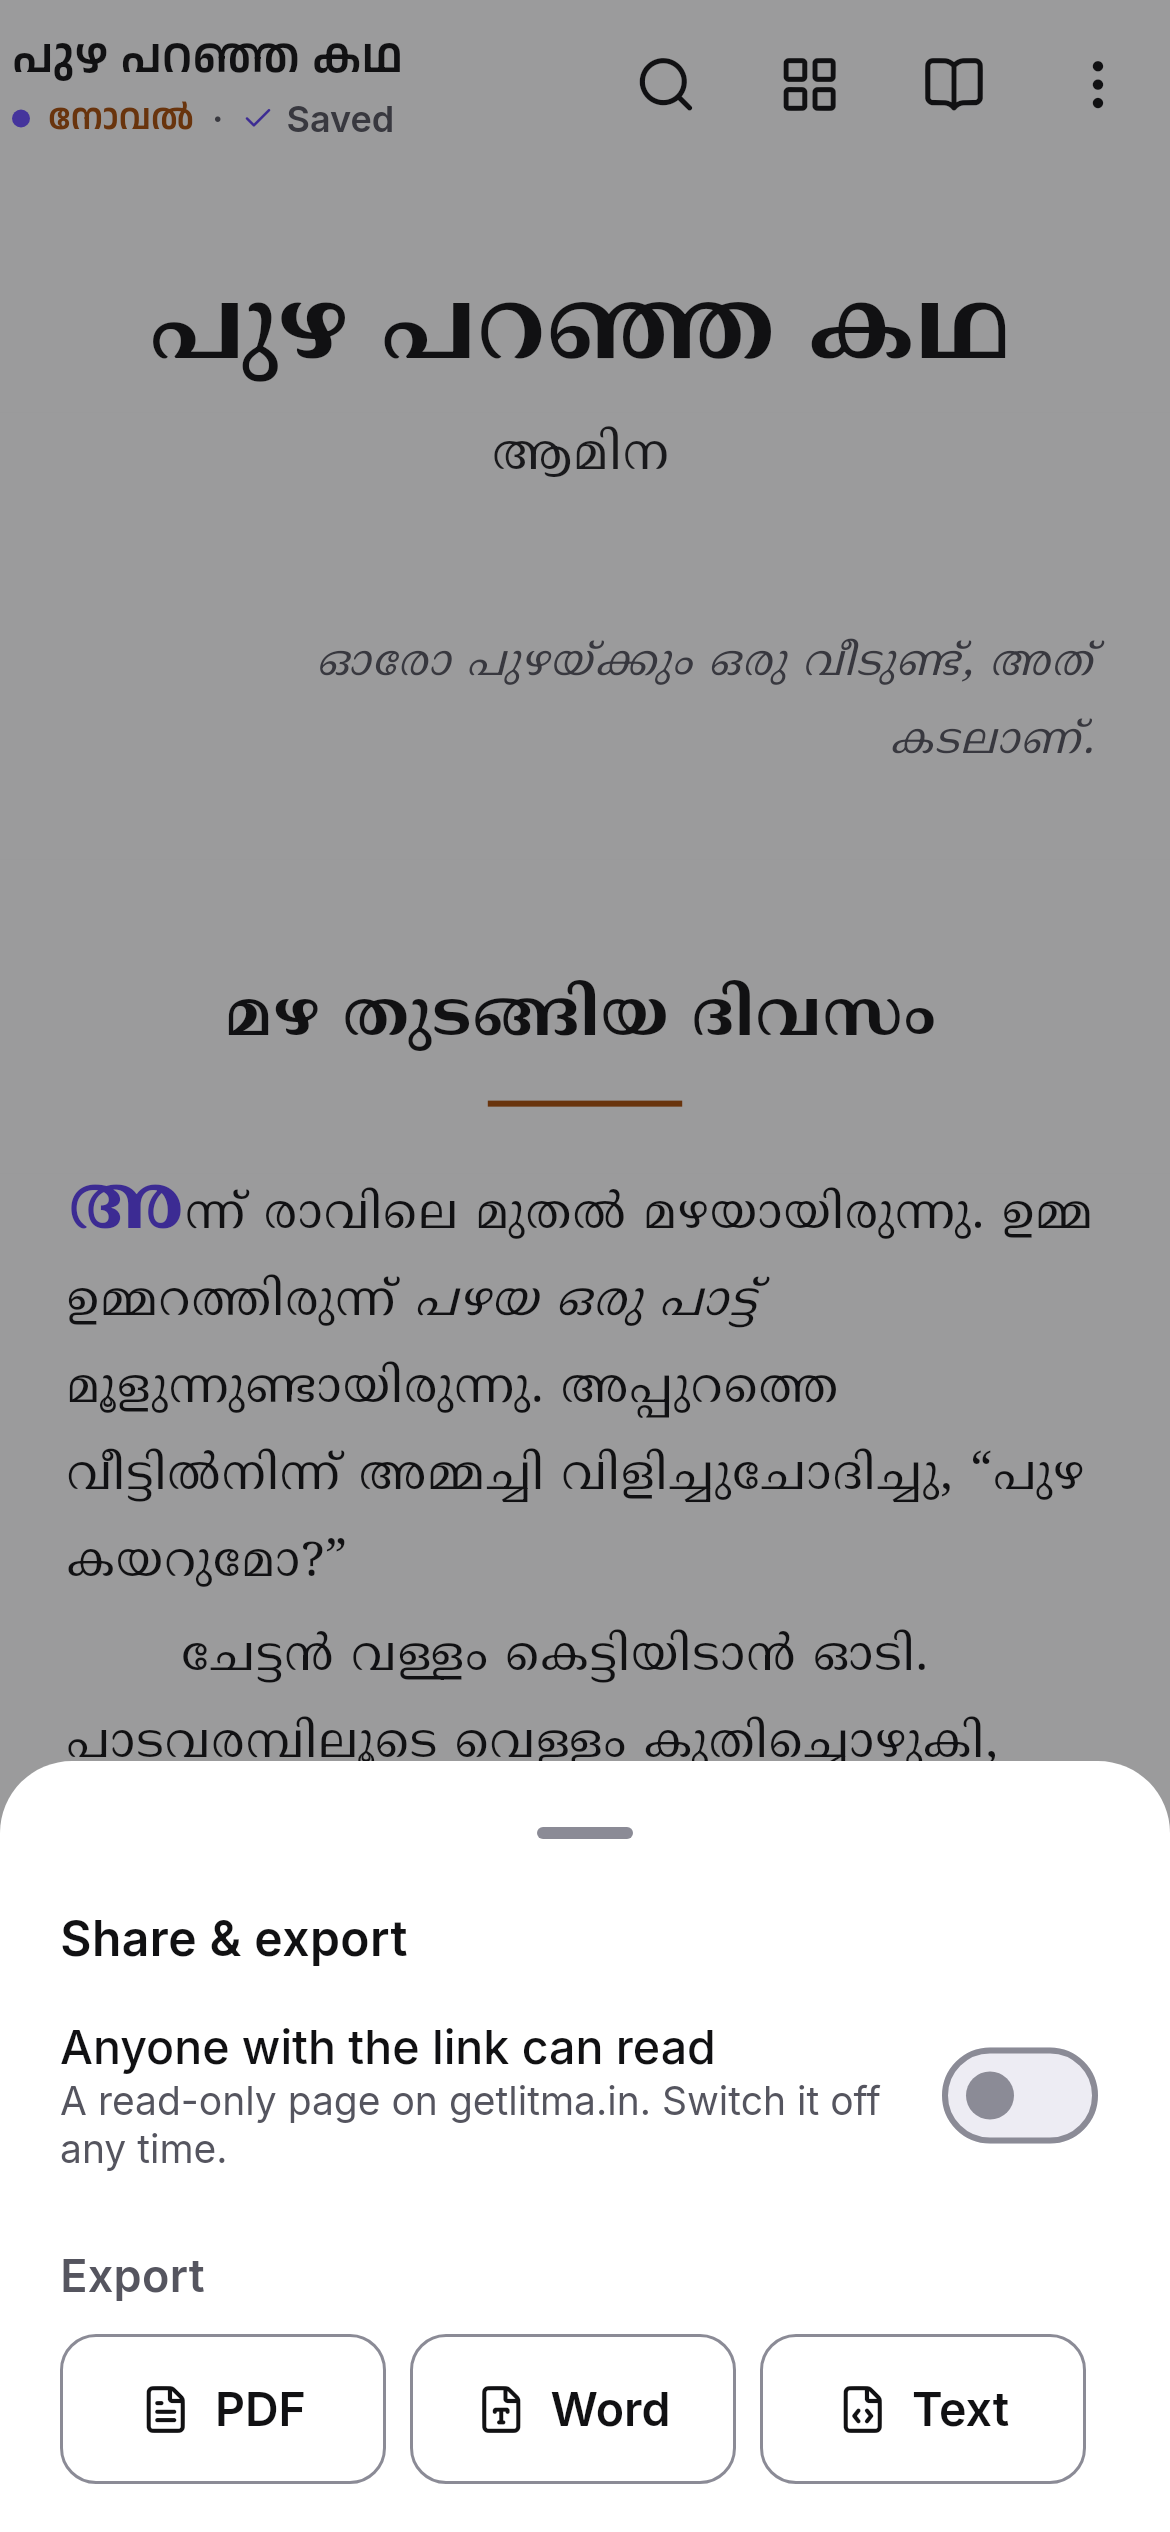 പുഴ പറഞ്ഞ കഥ
നോവൽ · Saved
പുഴ പറഞ്ഞ കഥ
ആമിന
ഓരോ പുഴയ്ക്കും ഒരു വീടുണ്ട്, അത്
കടലാണ്.
മഴ തുടങ്ങിയ ദിവസം
അന്ന് രാവിലെ മുതൽ മഴയായിരുന്നു. ഉമ്മ
ഉമ്മറത്തിരുന്ന് പഴയ ഒരു പാട്ട്
മൂളുന്നുണ്ടായിരുന്നു. അപ്പുറത്തെ
വീട്ടിൽനിന്ന് അമ്മച്ചി വിളിച്ചുചോദിച്ചു, “പുഴ
കയറുമോ?”
ചേട്ടൻ വള്ളം കെട്ടിയിടാൻ ഓടി.
പാടവരമ്പിലൂടെ വെള്ളം കുതിച്ചൊഴുകി,
Share & export
Anyone with the link can read
A read-only page on getlitma.in. Switch it off
any time.
Export
PDF Word Text